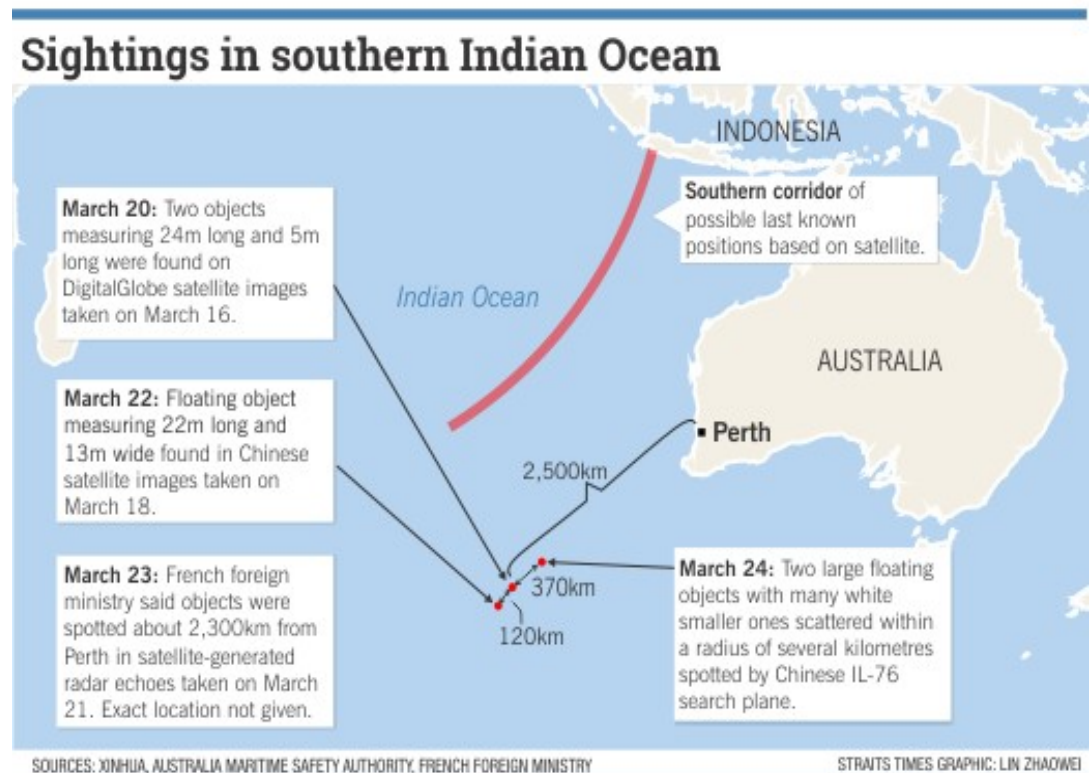 Sightings in southern Indian Ocean
INDONESIA
Southern corridor of
possible last known
positions based on satellite.
March 20: Two objects
measuring 24m long and 5m
long were found on
DigitalGlobe satellite images
taken on March 16.
Indian Ocean
AUSTRALIA
March 22: Floating object
measuring 22m long and
13m wide found in Chinese
satellite images taken on
March 18.
Perth
2,500km
March 23: French foreign
ministry said objects were
spotted about 2,300km from
Perth in satellite-generated
radar echoes taken on March
21. Exact location not given.
370km
120km
March 24: Two large floating
objects with many white
smaller ones scattered within
a radius of several kilometres
spotted by Chinese IL-76
search plane.
SOURCES: XINHUA, AUSTRALIA MARITIME SAFETY AUTHORITY, FRENCH FOREIGN MINISTRY
STRAITS TIMES GRAPHIC: LIN ZHAOWEI